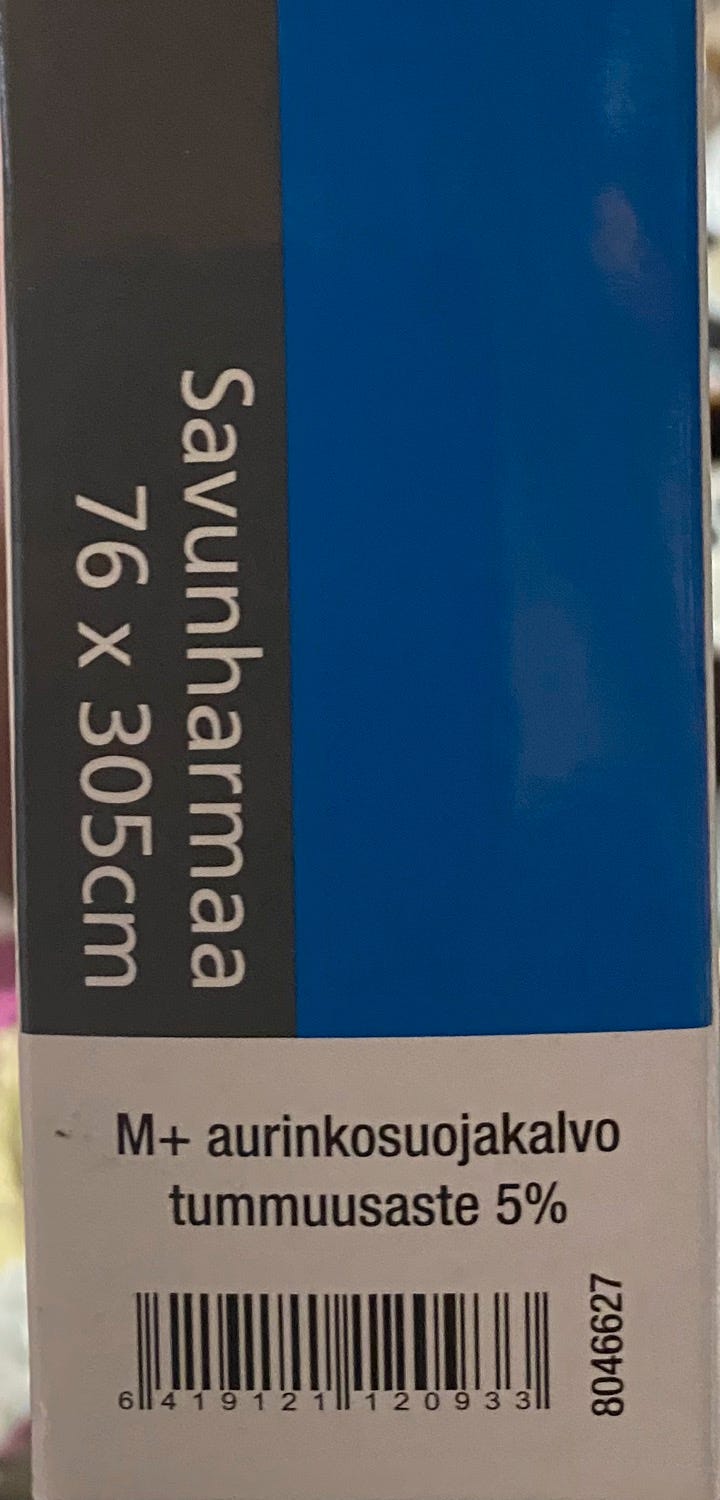 Savunharmaa
76 x 305cm
M+ aurinkosuojakalvo
tummuusaste 5%
6 419121 120933
8046627